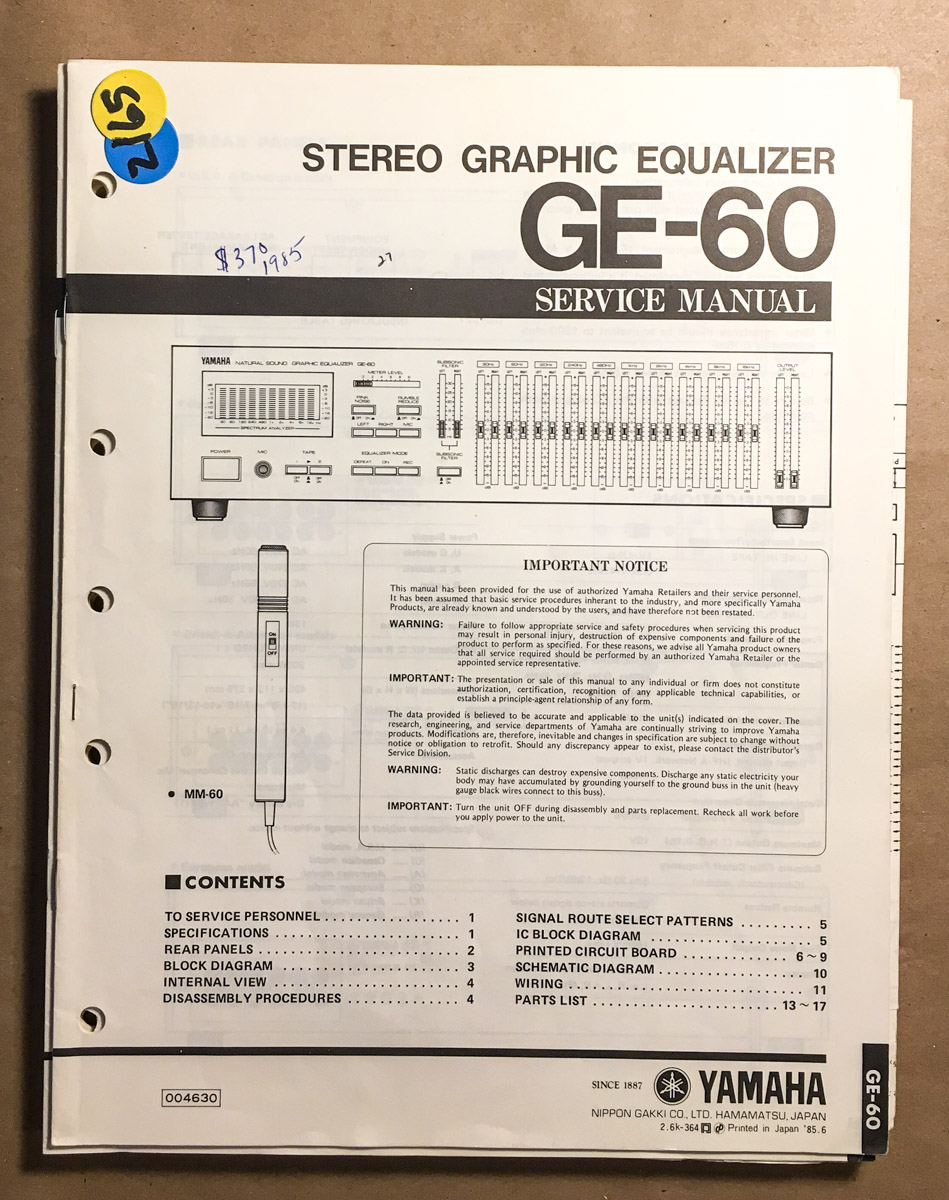 2165
STEREO GRAPHIC EQUALIZER
GE-60
$370
1985
27
SERVICE MANUAL
YAMAHA NATURAL SOUND GRAPHIC EQUALIZER GE-60
METER LEVEL
SUBSONIC FILTER
OUTPUT LEVEL
PINK NOISE
RUMBLE REDUCE
LEFT RIGHT MIC
SPECTRUM ANALYZER
POWER MIC TAPE
EQUALIZER MODE
DEFEAT ON REC
SUBSONIC FILTER
ON
OFF
• MM-60
IMPORTANT NOTICE
This manual has been provided for the use of authorized Yamaha Retailers and their service personnel.
It has been assumed that basic service procedures inherant to the industry, and more specifically Yamaha
Products, are already known and understood by the users, and have therefore not been restated.
WARNING: Failure to follow appropriate service and safety procedures when servicing this product
may result in personal injury, destruction of expensive components and failure of the
product to perform as specified. For these reasons, we advise all Yamaha product owners
that all service required should be performed by an authorized Yamaha Retailer or the
appointed service representative.
IMPORTANT: The presentation or sale of this manual to any individual or firm does not constitute
authorization, certification, recognition of any applicable technical capabilities, or
establish a principle-agent relationship of any form.
The data provided is believed to be accurate and applicable to the unit(s) indicated on the cover. The
research, engineering, and service departments of Yamaha are continually striving to improve Yamaha
products. Modifications are, therefore, inevitable and changes in specification are subject to change without
notice or obligation to retrofit. Should any discrepancy appear to exist, please contact the distributor's
Service Division.
WARNING: Static discharges can destroy expensive components. Discharge any static electricity your
body may have accumulated by grounding yourself to the ground buss in the unit (heavy
gauge black wires connect to this buss).
IMPORTANT: Turn the unit OFF during disassembly and parts replacement. Recheck all work before
you apply power to the unit.
■ CONTENTS
TO SERVICE PERSONNEL . . . . . . . . . . . . . . . . . 1
SPECIFICATIONS . . . . . . . . . . . . . . . . . . . . . . . 1
REAR PANELS . . . . . . . . . . . . . . . . . . . . . . . . . 2
BLOCK DIAGRAM . . . . . . . . . . . . . . . . . . . . . . 3
INTERNAL VIEW . . . . . . . . . . . . . . . . . . . . . . . 4
DISASSEMBLY PROCEDURES . . . . . . . . . . . . . . 4
SIGNAL ROUTE SELECT PATTERNS . . . . . . . . . 5
IC BLOCK DIAGRAM . . . . . . . . . . . . . . . . . . . . . 5
PRINTED CIRCUIT BOARD . . . . . . . . . . . . . . . 6～9
SCHEMATIC DIAGRAM . . . . . . . . . . . . . . . . . . . 10
WIRING . . . . . . . . . . . . . . . . . . . . . . . . . . . . . . 11
PARTS LIST . . . . . . . . . . . . . . . . . . . . . . . . 13～17
004630
SINCE 1887 YAMAHA
NIPPON GAKKI CO., LTD. HAMAMATSU, JAPAN
2.6k-364 Printed in Japan '85.6
GE-60